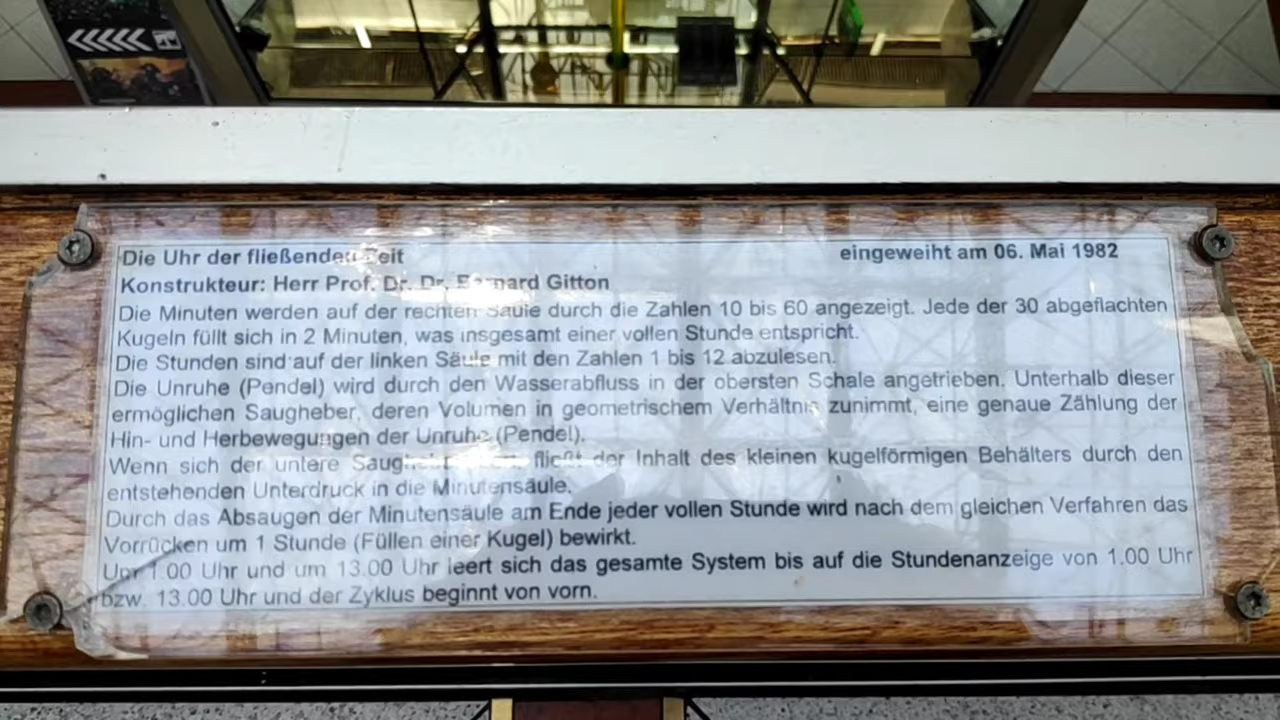 Die Uhr der fließenden Zeit eingeweiht am 06. Mai 1982
Konstrukteur: Herr Prof. Dr. Dr. Bernard Gitton
Die Minuten werden auf der rechten Säule durch die Zahlen 10 bis 60 angezeigt. Jede der 30 abgeflachten
Kugeln füllt sich in 2 Minuten, was insgesamt einer vollen Stunde entspricht.
Die Stunden sind auf der linken Säule mit den Zahlen 1 bis 12 abzulesen.
Die Unruhe (Pendel) wird durch den Wasserabfluss in der obersten Schale angetrieben. Unterhalb dieser
ermöglichen Saugheber, deren Volumen in geometrischem Verhältnis zunimmt, eine genaue Zählung der
Hin- und Herbewegungen der Unruhe (Pendel).
Wenn sich der untere Saugheber fließt der Inhalt des kleinen kugelförmigen Behälters durch den
entstehenden Unterdruck in die Minutensäule.
Durch das Absaugen der Minutensäule am Ende jeder vollen Stunde wird nach dem gleichen Verfahren das
Vorrücken um 1 Stunde (Füllen einer Kugel) bewirkt.
Um 1.00 Uhr und um 13.00 Uhr leert sich das gesamte System bis auf die Stundenanzeige von 1.00 Uhr
bzw. 13.00 Uhr und der Zyklus beginnt von vorn.